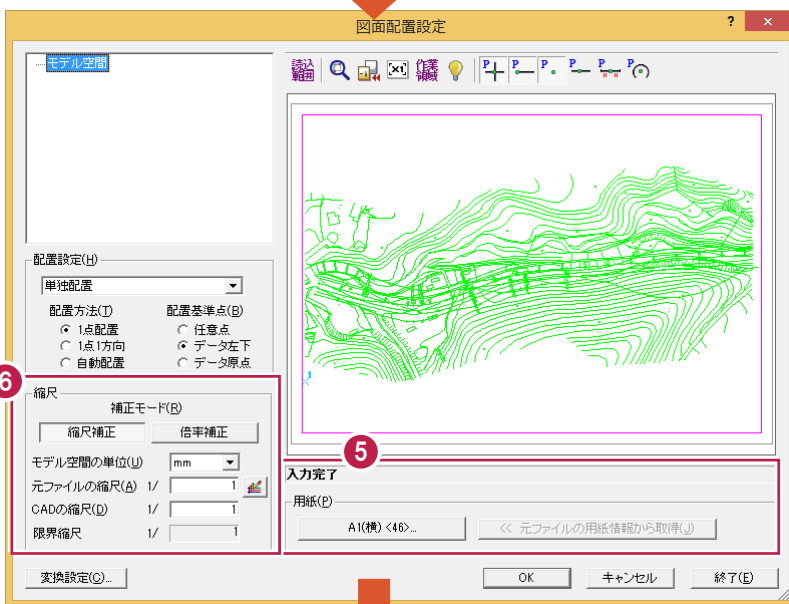 図面配置設定
? ×
モデル空間
読込範囲 作業領域 P P P P P P
配置設定(H)
単独配置
配置方法(T) 配置基準点(B)
1点配置 任意点
1点1方向 データ左下
自動配置 データ原点
6
縮尺
補正モード(R)
縮尺補正 倍率補正
モデル空間の単位(U) mm
元ファイルの縮尺(A) 1/ 1
CADの縮尺(D) 1/ 1
限界縮尺 1/ 1
1
5
入力完了
用紙(P)
A1(横) <46>... << 元ファイルの用紙情報から取得(J)
変換設定(C)... OK キャンセル 終了(E)